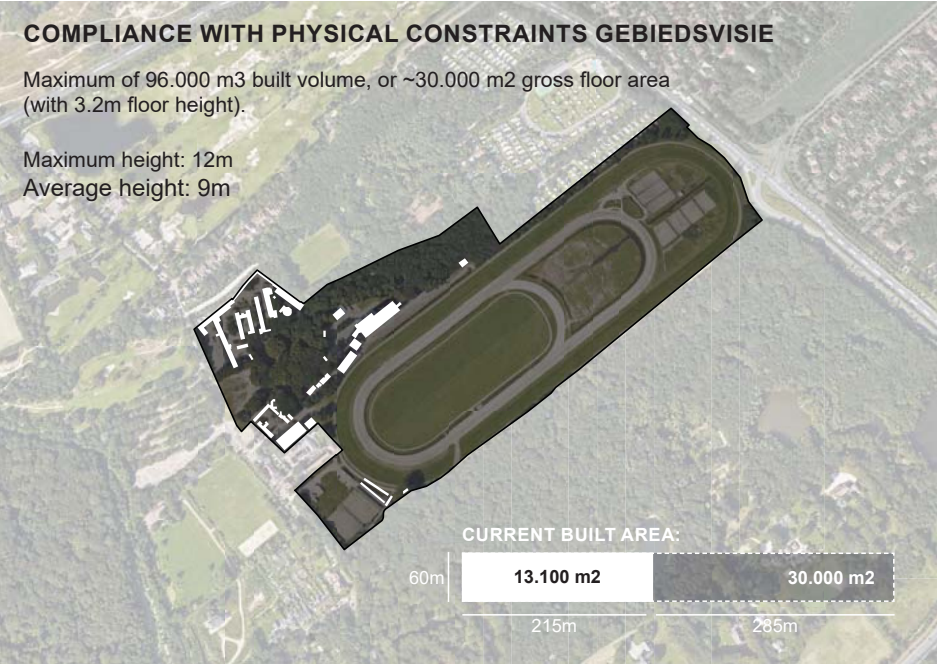 COMPLIANCE WITH PHYSICAL CONSTRAINTS GEBIEDSVISIE
Maximum of 96.000 m3 built volume, or ~30.000 m2 gross floor area
(with 3.2m floor height).
Maximum height: 12m
Average height: 9m
CURRENT BUILT AREA:
60m
13.100 m2
30.000 m2
215m
285m